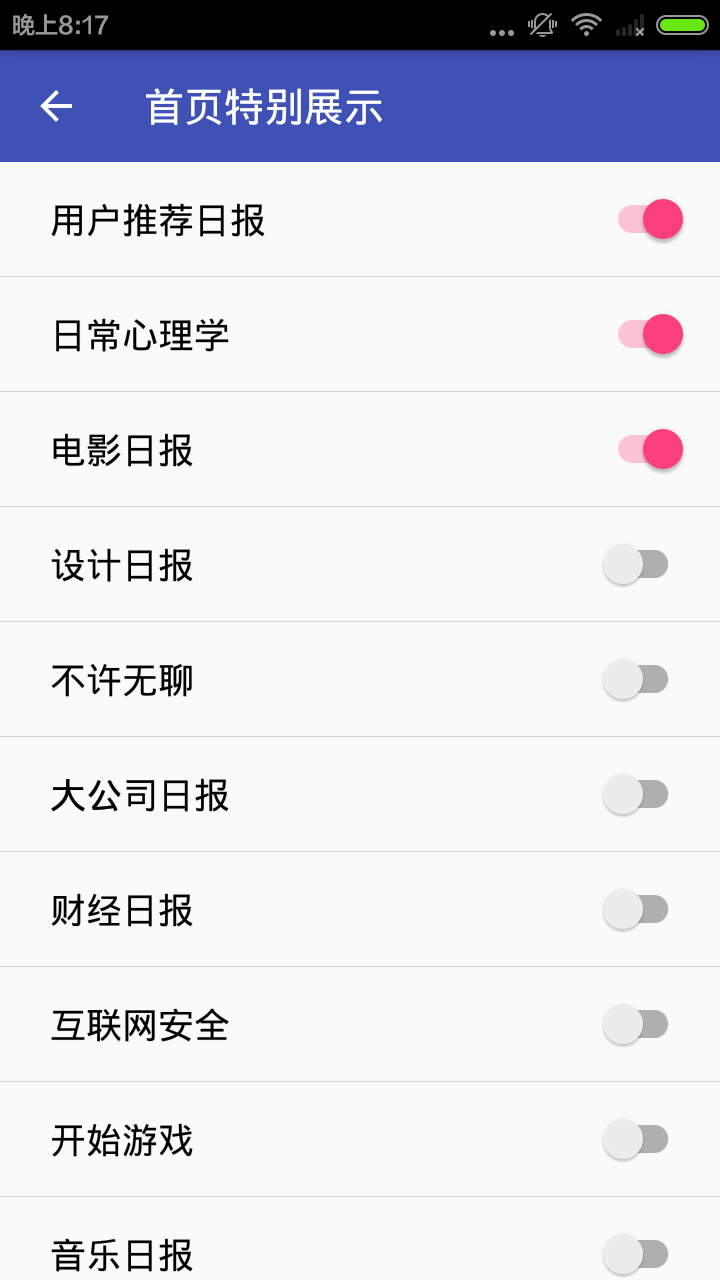 晚上8:17
首页特别展示
用户推荐日报
日常心理学
电影日报
设计日报
不许无聊
大公司日报
财经日报
互联网安全
开始游戏
音乐日报